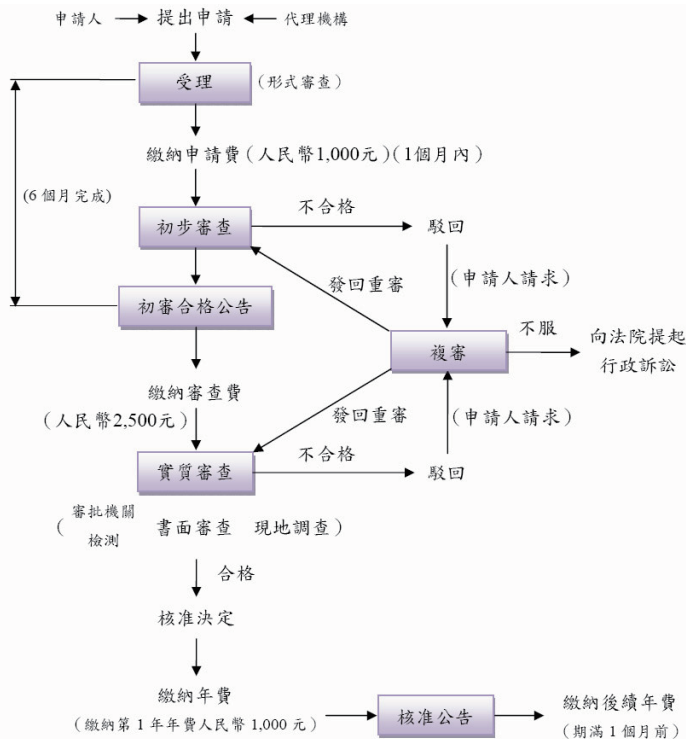 申請人 提出申請 代理機構
受理 (形式審查)
繳納申請費(人民幣1,000元)(1個月內)
(6 個月完成)
初步審查 不合格 駁回
發回重審 (申請人請求)
初審合格公告
複審 不服 向法院提起
行政訴訟
繳納審查費
(人民幣2,500元) 發回重審 (申請人請求)
實質審查 不合格 駁回
(審批機關
檢測 書面審查 現地調查)
合格
核准決定
繳納年費
(繳納第 1 年年費人民幣 1,000 元)
核准公告
繳納後續年費
(期滿 1 個月前)